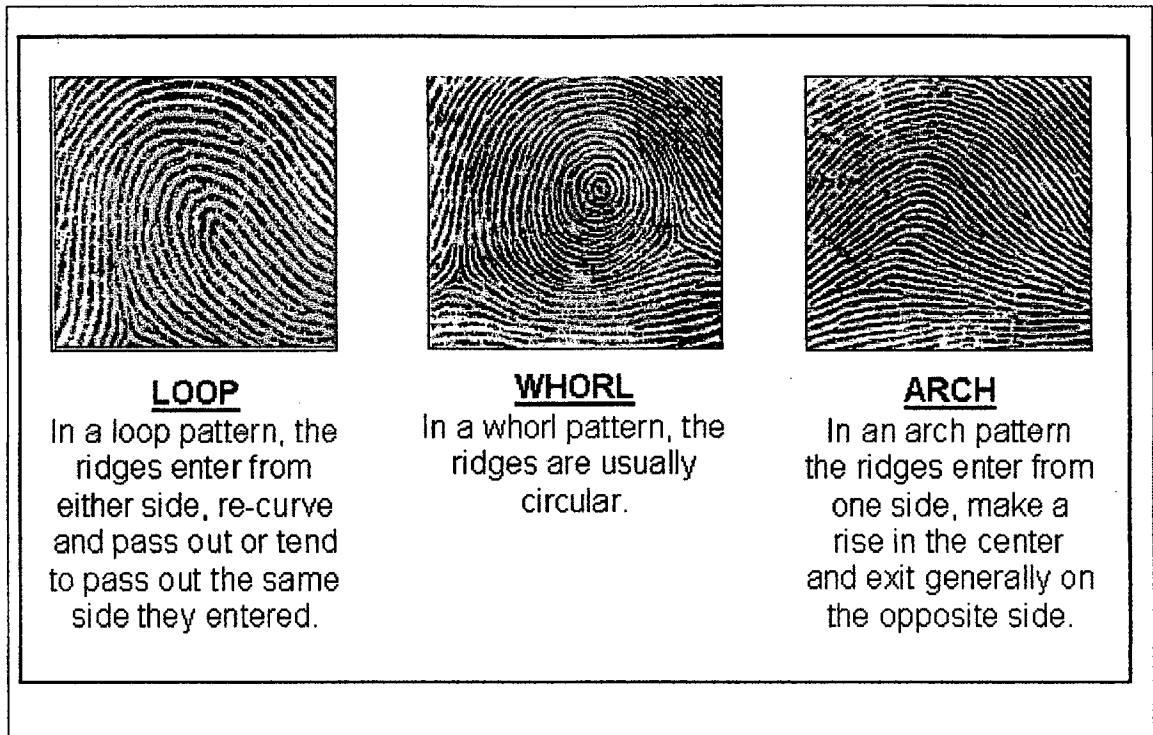 LOOP
In a loop pattern, the
ridges enter from
either side, re-curve
and pass out or tend
to pass out the same
side they entered.
WHORL
In a whorl pattern, the
ridges are usually
circular.
ARCH
In an arch pattern
the ridges enter from
one side, make a
rise in the center
and exit generally on
the opposite side.